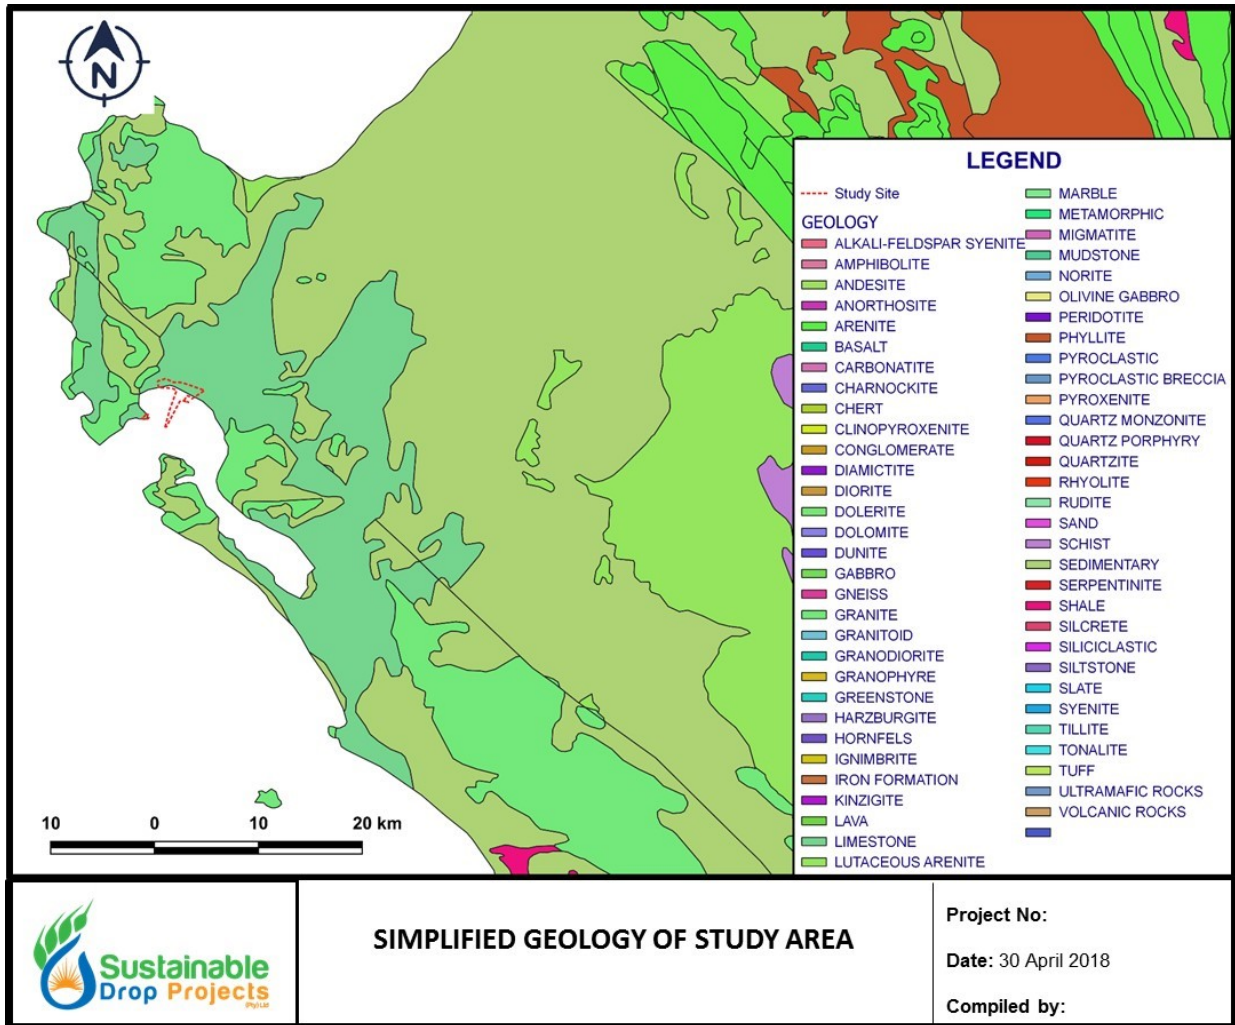 N
LEGEND
Study Site
GEOLOGY
ALKALI-FELDSPAR SYENITE
AMPHIBOLITE
ANDESITE
ANORTHOSITE
ARENITE
BASALT
CARBONATITE
CHARNOCKITE
CHERT
CLINOPYROXENITE
CONGLOMERATE
DIAMICTITE
DIORITE
DOLERITE
DOLOMITE
DUNITE
GABBRO
GNEISS
GRANITE
GRANITOID
GRANODIORITE
GRANOPHYRE
GREENSTONE
HARZBURGITE
HORNFELS
IGNIMBRITE
IRON FORMATION
KINZIGITE
LAVA
LIMESTONE
LUTACEOUS ARENITE
MARBLE
METAMORPHIC
MIGMATITE
MUDSTONE
NORITE
OLIVINE GABBRO
PERIDOTITE
PHYLLITE
PYROCLASTIC
PYROCLASTIC BRECCIA
PYROXENITE
QUARTZ MONZONITE
QUARTZ PORPHYRY
QUARTZITE
RHYOLITE
RUDITE
SAND
SCHIST
SEDIMENTARY
SERPENTINITE
SHALE
SILCRETE
SILICICLASTIC
SILTSTONE
SLATE
SYENITE
TILLITE
TONALITE
TUFF
ULTRAMAFIC ROCKS
VOLCANIC ROCKS
10 0 10 20 km
Sustainable
Drop Projects
(Pty) Ltd
SIMPLIFIED GEOLOGY OF STUDY AREA
Project No:
Date: 30 April 2018
Compiled by: